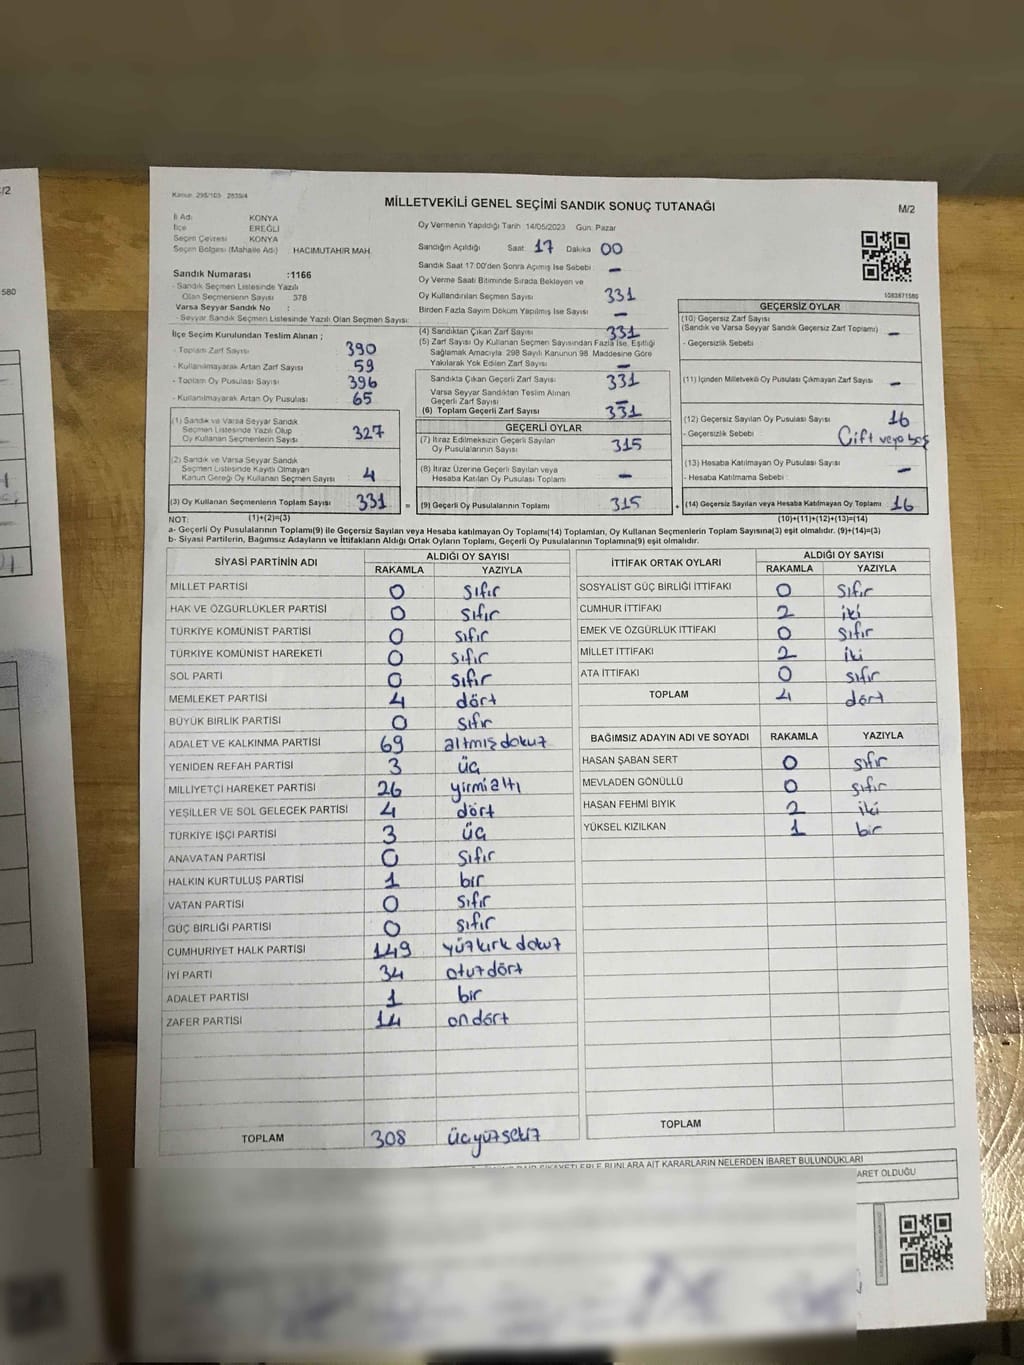 /2
580
Kanun 298/105 2839/4
MİLLETVEKİLİ GENEL SEÇİMİ SANDIK SONUÇ TUTANAĞI
M/2
İl Adı KONYA
İlçe EREĞLİ
Seçim Çevresi KONYA
Seçim Bölgesi (Mahalle Adı) HACIMUTAHİR MAH.
Oy Vermenin Yapıldığı Tarih 14/05/2023 Gün: Pazar
Sandığın Açıldığı Saat 17 Dakika 00
Sandık Saat 17:00'den Sonra Açımış İse Sebebi : –
Oy Verme Saati Bitiminde Sırada Bekleyen ve
Oy Kullandırılan Seçmen Sayısı 331
Birden Fazla Sayım Döküm Yapılmış İse Sayısı –
1083871580
Sandık Numarası :1166
- Sandık Seçmen Listesinde Yazılı
Olan Seçmenlerin Sayısı 378
Varsa Seyyar Sandık No :
- Seyyar Sandık Seçmen Listesinde Yazılı Olan Seçmen Sayısı:
İlçe Seçim Kurulundan Teslim Alınan ;
- Toplam Zarf Sayısı 390
- Kullanılmayarak Artan Zarf Sayısı 59
- Toplam Oy Pusulası Sayısı 396
- Kullanılmayarak Artan Oy Pusulası 65
(1) Sandık ve Varsa Seyyar Sandık
Seçmen Listesinde Yazılı Olup
Oy Kullanan Seçmenlerin Sayısı 327
(2) Sandık ve Varsa Seyyar Sandık
Seçmen Listesinde Kayıtlı Olmayan
Kanun Gereği Oy Kullanan Seçmen Sayısı 4
(3) Oy Kullanan Seçmenlerin Toplam Sayısı 331
(4) Sandıktan Çıkan Zarf Sayısı 331
(5) Zarf Sayısı Oy Kullanan Seçmen Sayısından Fazla İse, Eşitliği
Sağlamak Amacıyla 298 Sayılı Kanunun 98. Maddesine Göre
Yakılarak Yok Edilen Zarf Sayısı –
Sandıkta Çıkan Geçerli Zarf Sayısı 331
Varsa Seyyar Sandıktan Teslim Alınan
Geçerli Zarf Sayısı –
(6) Toplam Geçerli Zarf Sayısı 331
GEÇERLİ OYLAR
(7) İtiraz Edilmeksizin Geçerli Sayılan
Oy Pusulalarının Sayısı 315
(8) İtiraz Üzerine Geçerli Sayılan veya
Hesaba Katılan Oy Pusulası Toplamı –
= (9) Geçerli Oy Pusulalarının Toplamı 315
GEÇERSİZ OYLAR
(10) Geçersiz Zarf Sayısı
(Sandık ve Varsa Seyyar Sandık Geçersiz Zarf Toplamı) –
- Geçersizlik Sebebi
(11) İçinden Milletvekili Oy Pusulası Çıkmayan Zarf Sayısı –
(12) Geçersiz Sayılan Oy Pusulası Sayısı 16
- Geçersizlik Sebebi : Çift veya boş
(13) Hesaba Katılmayan Oy Pusulası Sayısı –
- Hesaba Katılmama Sebebi
+ (14) Geçersiz Sayılan veya Hesaba Katılmayan Oy Toplamı 16
NOT: (1)+(2)=(3) (10)+(11)+(12)+(13)=(14)
a- Geçerli Oy Pusulalarının Toplamı(9) ile Geçersiz Sayılan veya Hesaba katılmayan Oy Toplamı(14) Toplamları, Oy Kullanan Seçmenlerin Toplam Sayısına(3) eşit olmalıdır. (9)+(14)=(3)
b- Siyasi Partilerin, Bağımsız Adayların ve İttifakların Aldığı Ortak Oyların Toplamı, Geçerli Oy Pusulalarının Toplamına(9) eşit olmalıdır.
SİYASİ PARTİNİN ADI ALDIĞI OY SAYISI
RAKAMLA YAZIYLA
MİLLET PARTİSİ 0 sıfır
HAK VE ÖZGÜRLÜKLER PARTİSİ 0 sıfır
TÜRKİYE KOMÜNİST PARTİSİ 0 sıfır
TÜRKİYE KOMÜNİST HAREKETİ 0 sıfır
SOL PARTİ 0 sıfır
MEMLEKET PARTİSİ 4 dört
BÜYÜK BİRLİK PARTİSİ 0 sıfır
ADALET VE KALKINMA PARTİSİ 69 altmış dokuz
YENİDEN REFAH PARTİSİ 3 üç
MİLLİYETÇİ HAREKET PARTİSİ 26 yirmi altı
YEŞİLLER VE SOL GELECEK PARTİSİ 4 dört
TÜRKİYE İŞÇİ PARTİSİ 3 üç
ANAVATAN PARTİSİ 0 sıfır
HALKIN KURTULUŞ PARTİSİ 1 bir
VATAN PARTİSİ 0 sıfır
GÜÇ BİRLİĞİ PARTİSİ 0 sıfır
CUMHURİYET HALK PARTİSİ 149 yüz kırk dokuz
İYİ PARTİ 34 otuz dört
ADALET PARTİSİ 1 bir
ZAFER PARTİSİ 14 on dört
TOPLAM 308 üç yüz sekiz
İTTİFAK ORTAK OYLARI ALDIĞI OY SAYISI
RAKAMLA YAZIYLA
SOSYALİST GÜÇ BİRLİĞİ İTTİFAKI 0 sıfır
CUMHUR İTTİFAKI 2 iki
EMEK VE ÖZGÜRLÜK İTTİFAKI 0 sıfır
MİLLET İTTİFAKI 2 iki
ATA İTTİFAKI 0 sıfır
TOPLAM 4 dört
BAĞIMSIZ ADAYIN ADI VE SOYADI RAKAMLA YAZIYLA
HASAN ŞABAN SERT 0 sıfır
MEVLADEN GÖNÜLLÜ 0 sıfır
HASAN FEHMİ BIYIK 2 iki
YÜKSEL KIZILKAN 1 bir
TOPLAM
BUNLARA AİT KARARLARIN NELERDEN İBARET BULUNDUKLARI
ARET OLDUĞU